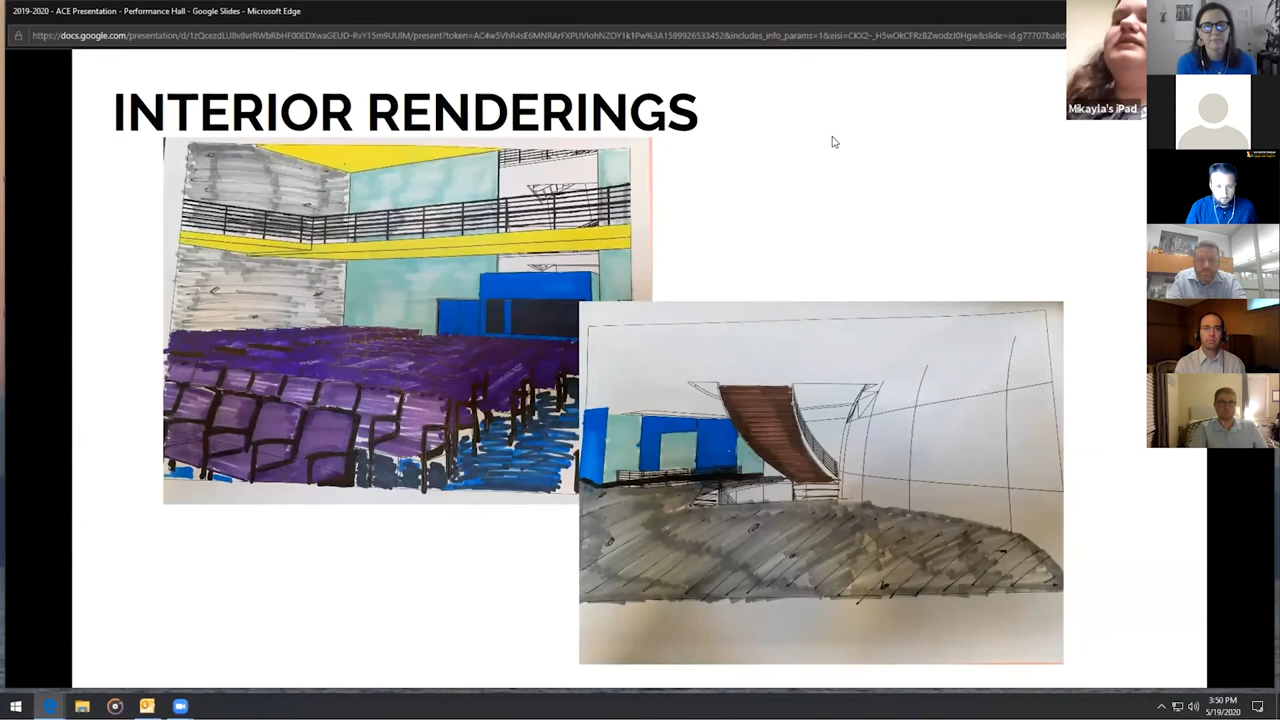 2019-2020 - ACE Presentation - Performance Hall - Google Slides - Microsoft Edge
INTERIOR RENDERINGS
Mikayla's iPad
3:50 PM
5/19/2020